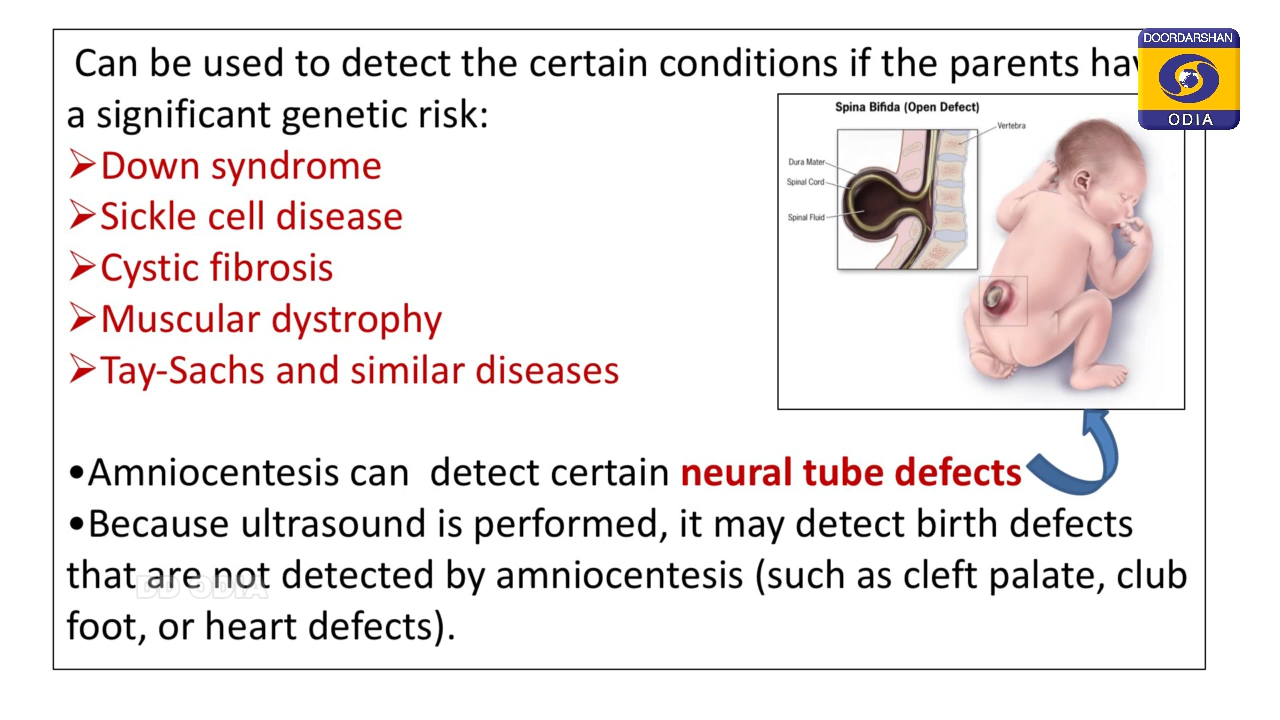 Can be used to detect the certain conditions if the parents hav
a significant genetic risk:
➢Down syndrome
➢Sickle cell disease
➢Cystic fibrosis
➢Muscular dystrophy
➢Tay-Sachs and similar diseases
Spina Bifida (Open Defect)
Vertebra
Dura Mater
Spinal Cord
Spinal Fluid
•Amniocentesis can  detect certain neural tube defects
•Because ultrasound is performed, it may detect birth defects
that are not detected by amniocentesis (such as cleft palate, club
foot, or heart defects).
DOORDARSHAN
ODIA
DD ODIA